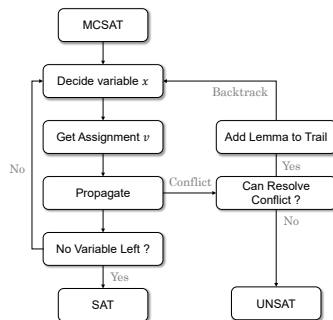 MCSAT
Decide variable x
Backtrack
Get Assignment v
Add Lemma to Trail
No
Yes
Propagate
Conflict
Can Resolve
Conflict ?
No Variable Left ?
No
Yes
SAT
UNSAT